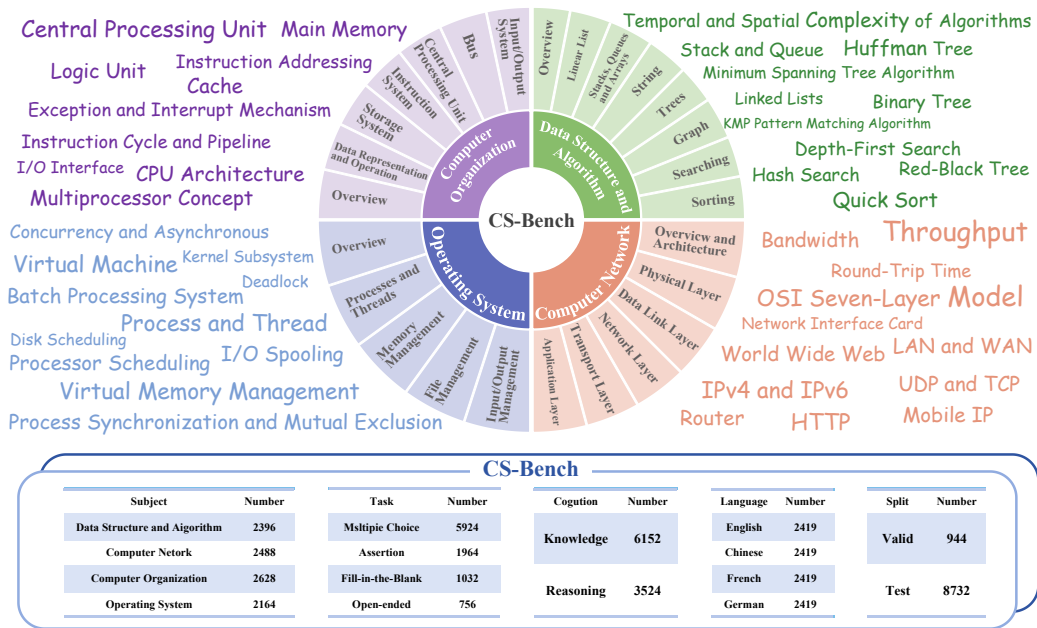 Central Processing Unit
Main Memory
Logic Unit
Instruction Addressing
Cache
Exception and Interrupt Mechanism
Instruction Cycle and Pipeline
I/O Interface
CPU Architecture
Multiprocessor Concept
Temporal and Spatial Complexity of Algorithms
Stack and Queue
Huffman Tree
Minimum Spanning Tree Algorithm
Linked Lists
Binary Tree
KMP Pattern Matching Algorithm
Depth-First Search
Hash Search
Red-Black Tree
Quick Sort
Concurrency and Asynchronous
Virtual Machine
Kernel Subsystem
Deadlock
Batch Processing System
Process and Thread
Disk Scheduling
Processor Scheduling
I/O Spooling
Virtual Memory Management
Process Synchronization and Mutual Exclusion
Bandwidth
Throughput
Round-Trip Time
OSI Seven-Layer Model
Network Interface Card
World Wide Web
LAN and WAN
IPv4 and IPv6
UDP and TCP
Router
HTTP
Mobile IP
CS-Bench
Computer
Organization
Overview
Data Representation
and Operation
Storage
System
Instruction
System
Central
Processing Unit
Bus
Input/Output
System
Data Structure and
Algorithm
Overview
Linear List
Stacks, Queues
and Arrays
String
Trees
Graph
Searching
Sorting
Computer Network
Overview and
Architecture
Physical Layer
Data Link Layer
Network Layer
Transport Layer
Application Layer
Operating System
Overview
Processes and
Threads
Memory
Management
File
Management
Input/Output
Management
CS-Bench
Subject Number
Data Structure and Aigorithm 2396
Computer Netork 2488
Computer Organization 2628
Operating System 2164
Task Number
Msltipie Choice 5924
Assertion 1964
Fill-in-the-Blank 1032
Open-ended 756
Cogution Number
Knowledge 6152
Reasoning 3524
Language Number
English 2419
Chinese 2419
French 2419
German 2419
Split Number
Valid 944
Test 8732